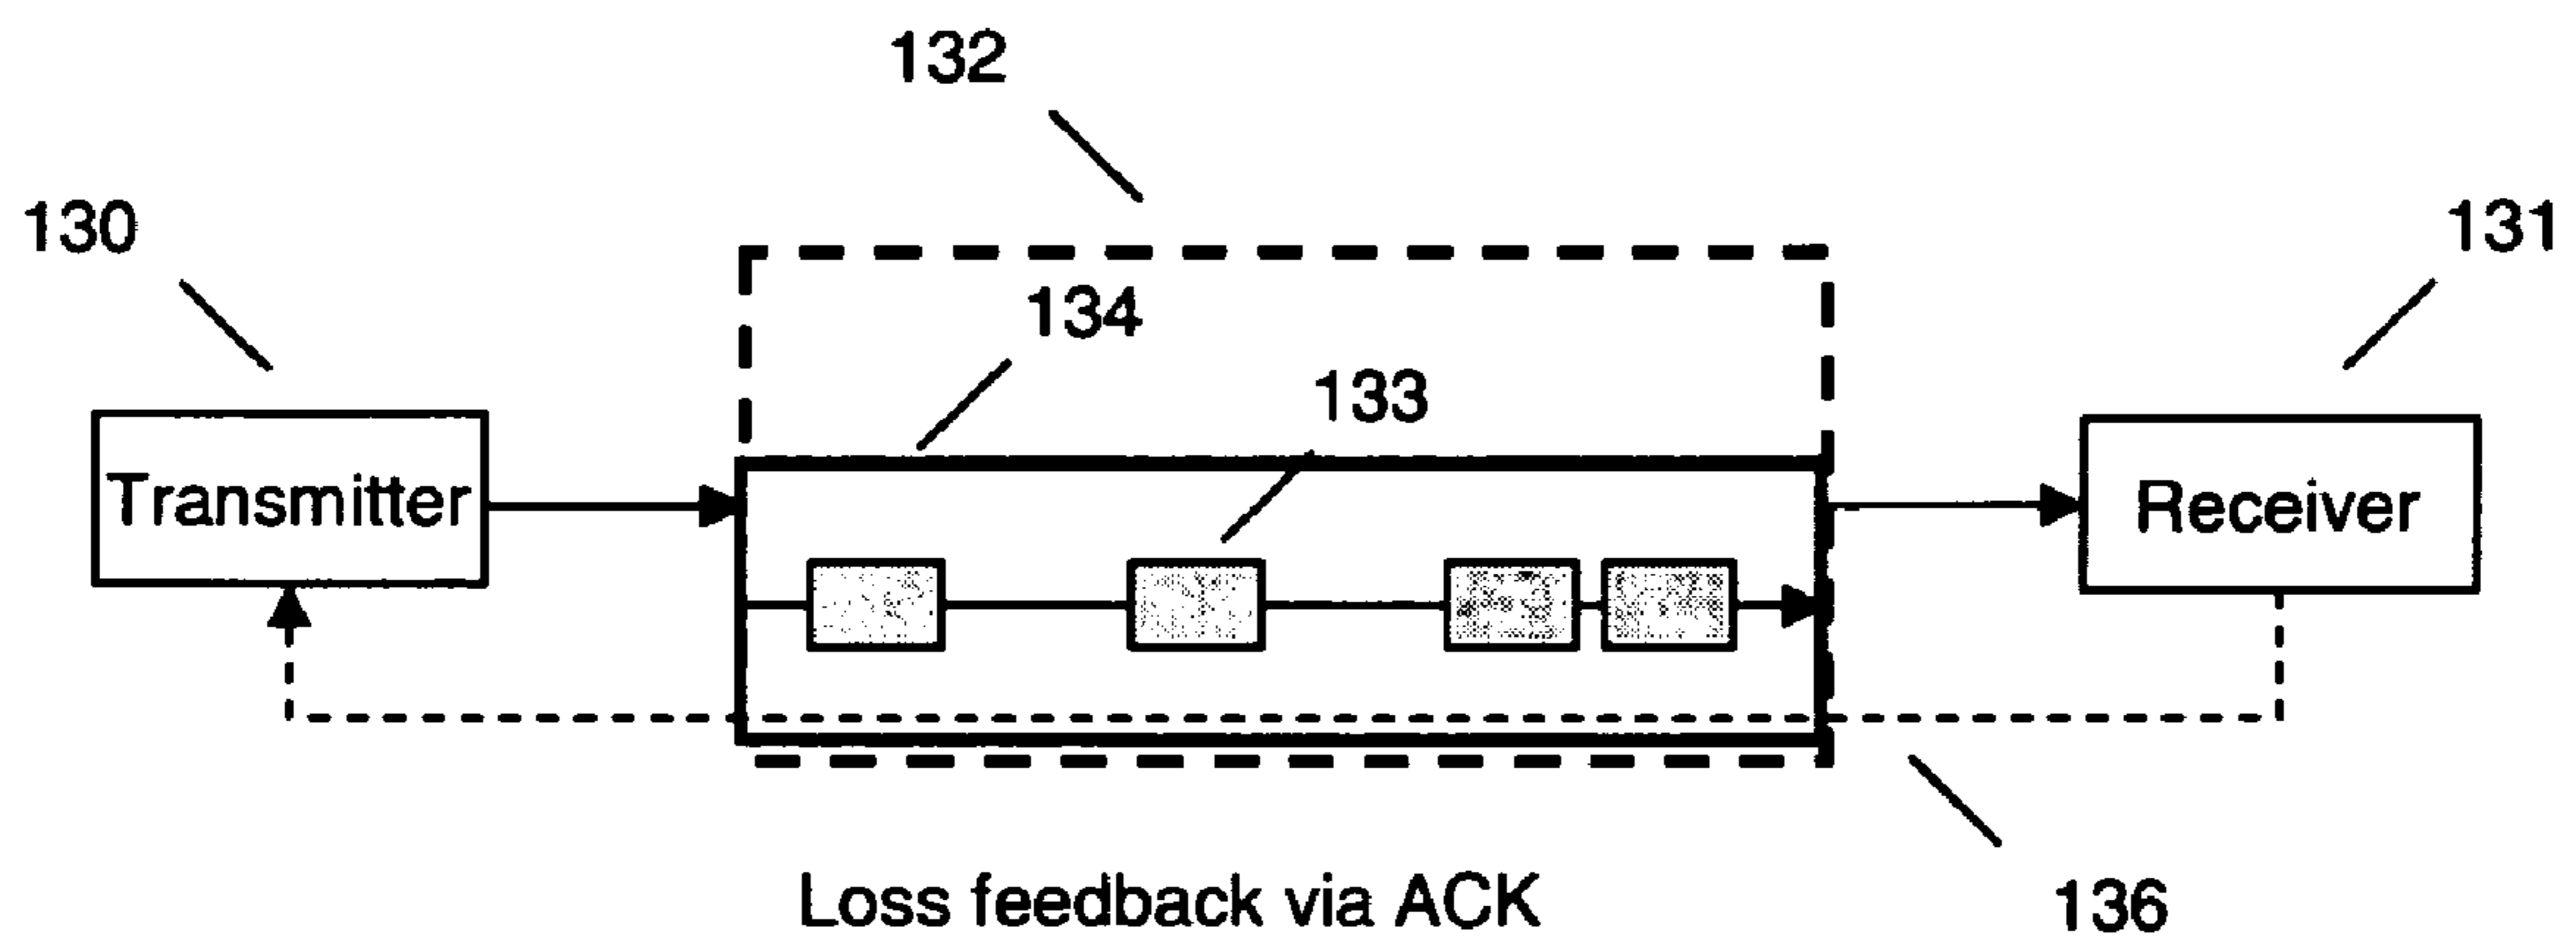 132
130
131
134
133
Transmitter
Receiver
Loss feedback via ACK
136